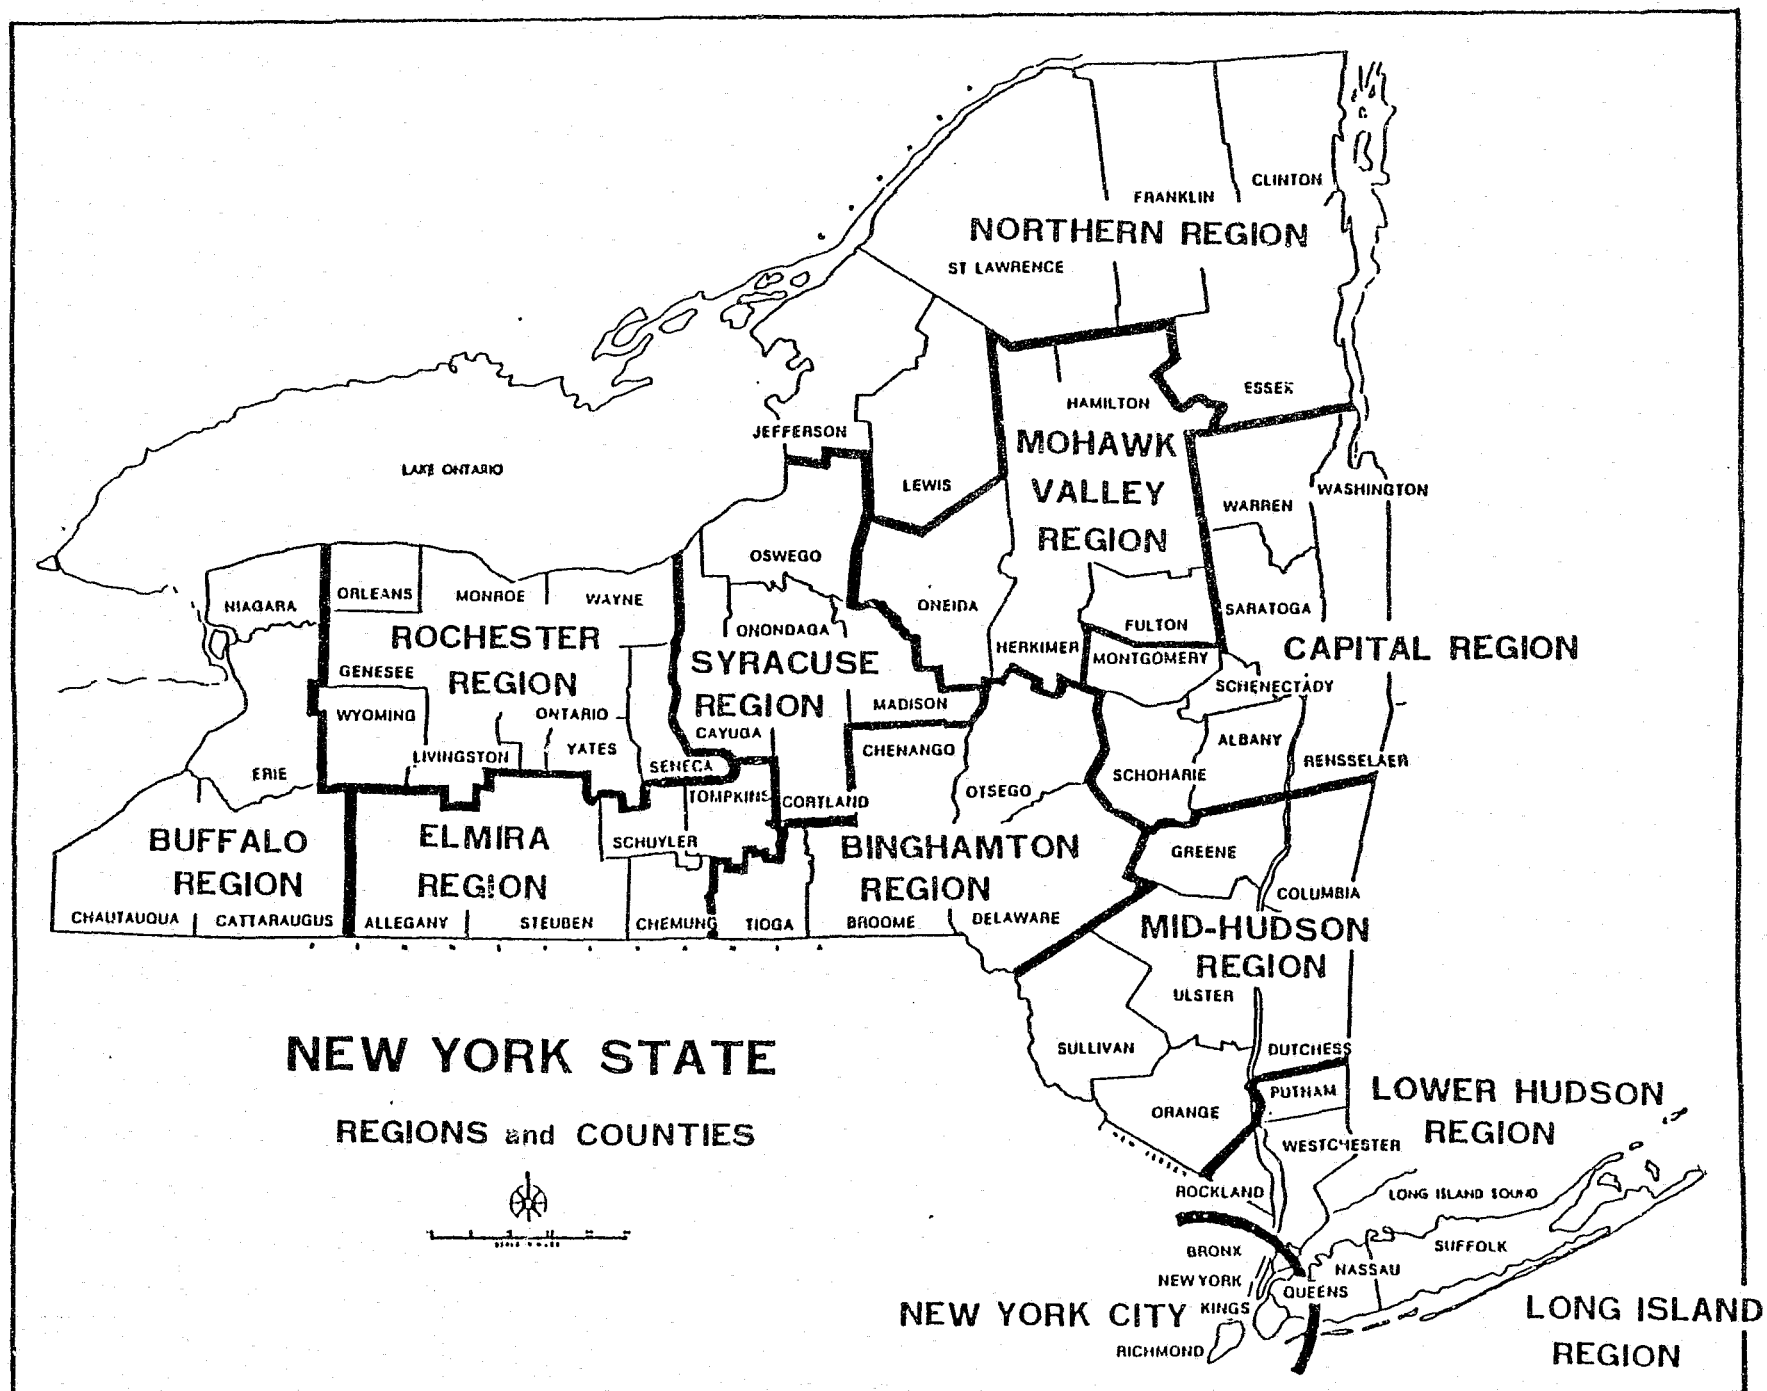 CLINTON
FRANKLIN
NORTHERN REGION
ST LAWRENCE
ESSEX
HAMILTON
JEFFERSON
MOHAWK
VALLEY
REGION
LAKE ONTARIO
LEWIS
WASHINGTON
WARREN
OSWEGO
ORLEANS
MONROE
WAYNE
NIAGARA
ONEIDA
SARATOGA
FULTON
ONONDAGA
ROCHESTER
REGION
HERKIMER
MONTGOMERY
CAPITAL REGION
SYRACUSE
REGION
GENESEE
SCHENECTADY
WYOMING
ONTARIO
MADISON
CAYUGA
YATES
CHENANGO
ALBANY
LIVINGSTON
SENECA
RENSSELAER
ERIE
SCHOHARIE
OTSEGO
TOMPKINS
CORTLAND
BUFFALO
REGION
ELMIRA
REGION
SCHUYLER
BINGHAMTON
REGION
GREENE
COLUMBIA
CHAUTAUQUA
CATTARAUGUS
ALLEGANY
STEUBEN
CHEMUNG
TIOGA
BROOME
DELAWARE
MID-HUDSON
REGION
ULSTER
SULLIVAN
DUTCHESS
NEW YORK STATE
REGIONS and COUNTIES
PUTNAM
LOWER HUDSON
REGION
ORANGE
WESTCHESTER
ROCKLAND
LONG ISLAND SOUND
BRONX
SUFFOLK
NASSAU
NEW YORK
QUEENS
NEW YORK CITY
KINGS
RICHMOND
LONG ISLAND
REGION